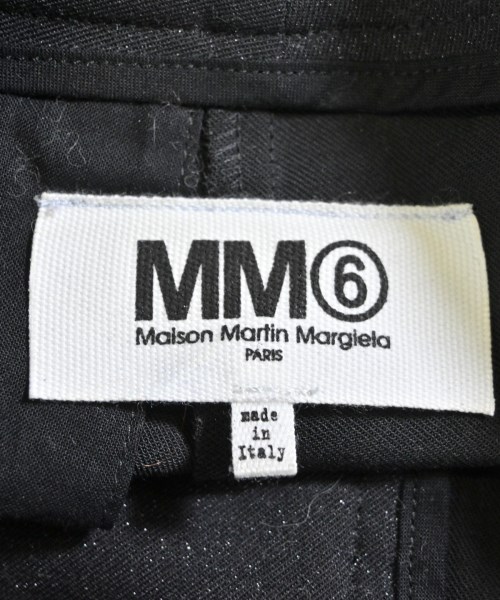 MM⑥
Maison Martin Margiela
PARIS
made
in
Italy